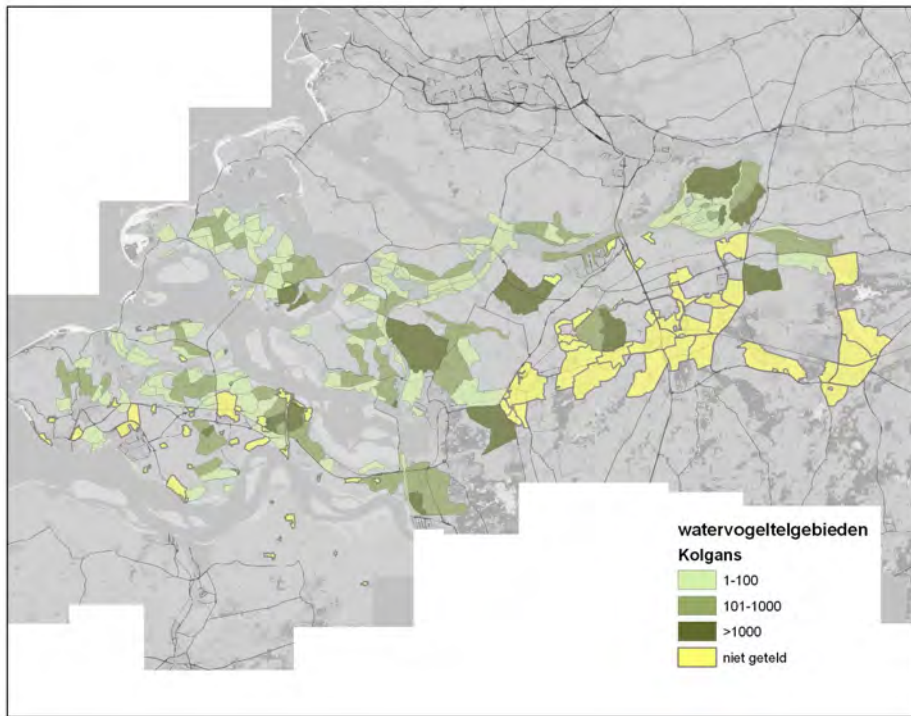 watervogeltelgebieden
Kolgans
1-100
101-1000
>1000
niet geteld